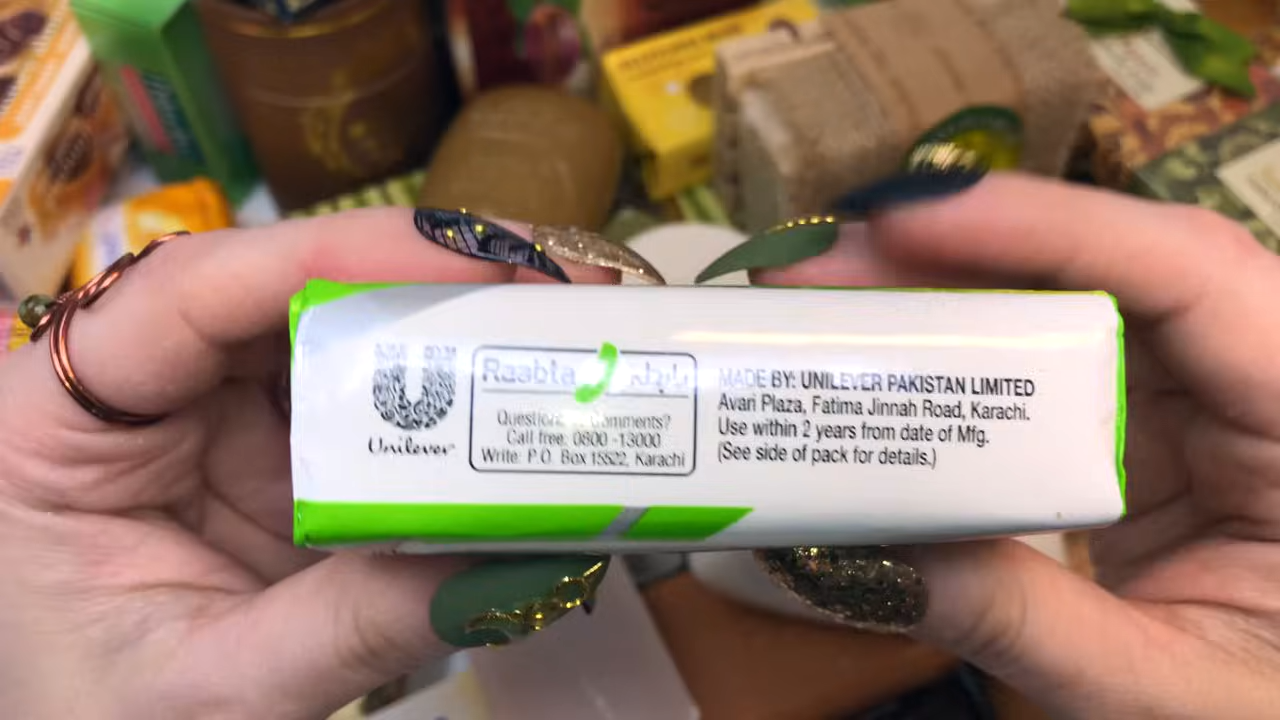 Unilever
Raabta رابطہ
Questions Comments?
Call free: 0800 -13000
Write: P.O. Box 15522, Karachi
MADE BY: UNILEVER PAKISTAN LIMITED
Avari Plaza, Fatima Jinnah Road, Karachi.
Use within 2 years from date of Mfg.
(See side of pack for details.)